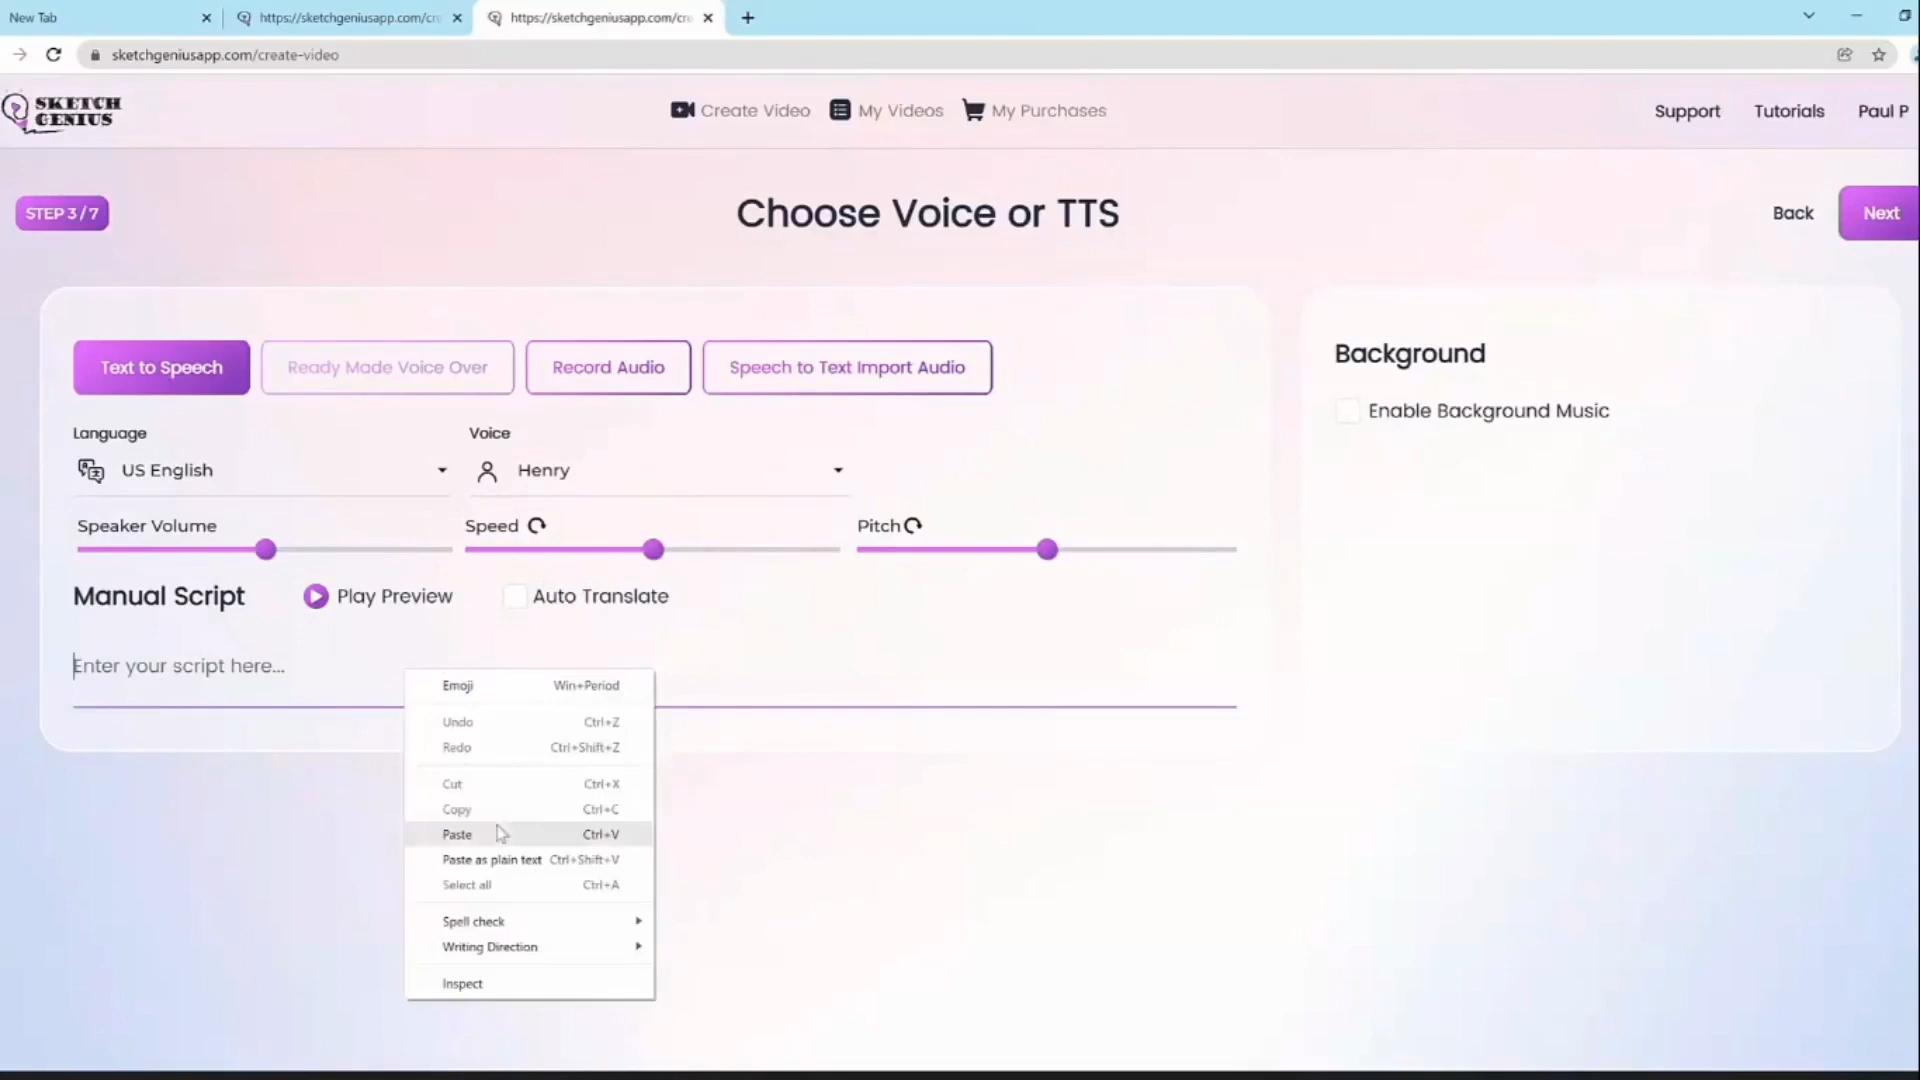 New Tab
https://sketchgeniusapp.com/cre
https://sketchgeniusapp.com/cre
sketchgeniusapp.com/create-video
SKETCH
GENIUS
Create Video
My Videos
My Purchases
Support
Tutorials
Paul P
STEP 3 / 7
Choose Voice or TTS
Back
Next
Text to Speech
Ready Made Voice Over
Record Audio
Speech to Text Import Audio
Background
Enable Background Music
Language
Voice
US English
Henry
Speaker Volume
Speed
Pitch
Manual Script
Play Preview
Auto Translate
Enter your script here...
Emoji Win+Period
Undo Ctrl+Z
Redo Ctrl+Shift+Z
Cut Ctrl+X
Copy Ctrl+C
Paste Ctrl+V
Paste as plain text Ctrl+Shift+V
Select all Ctrl+A
Spell check
Writing Direction
Inspect